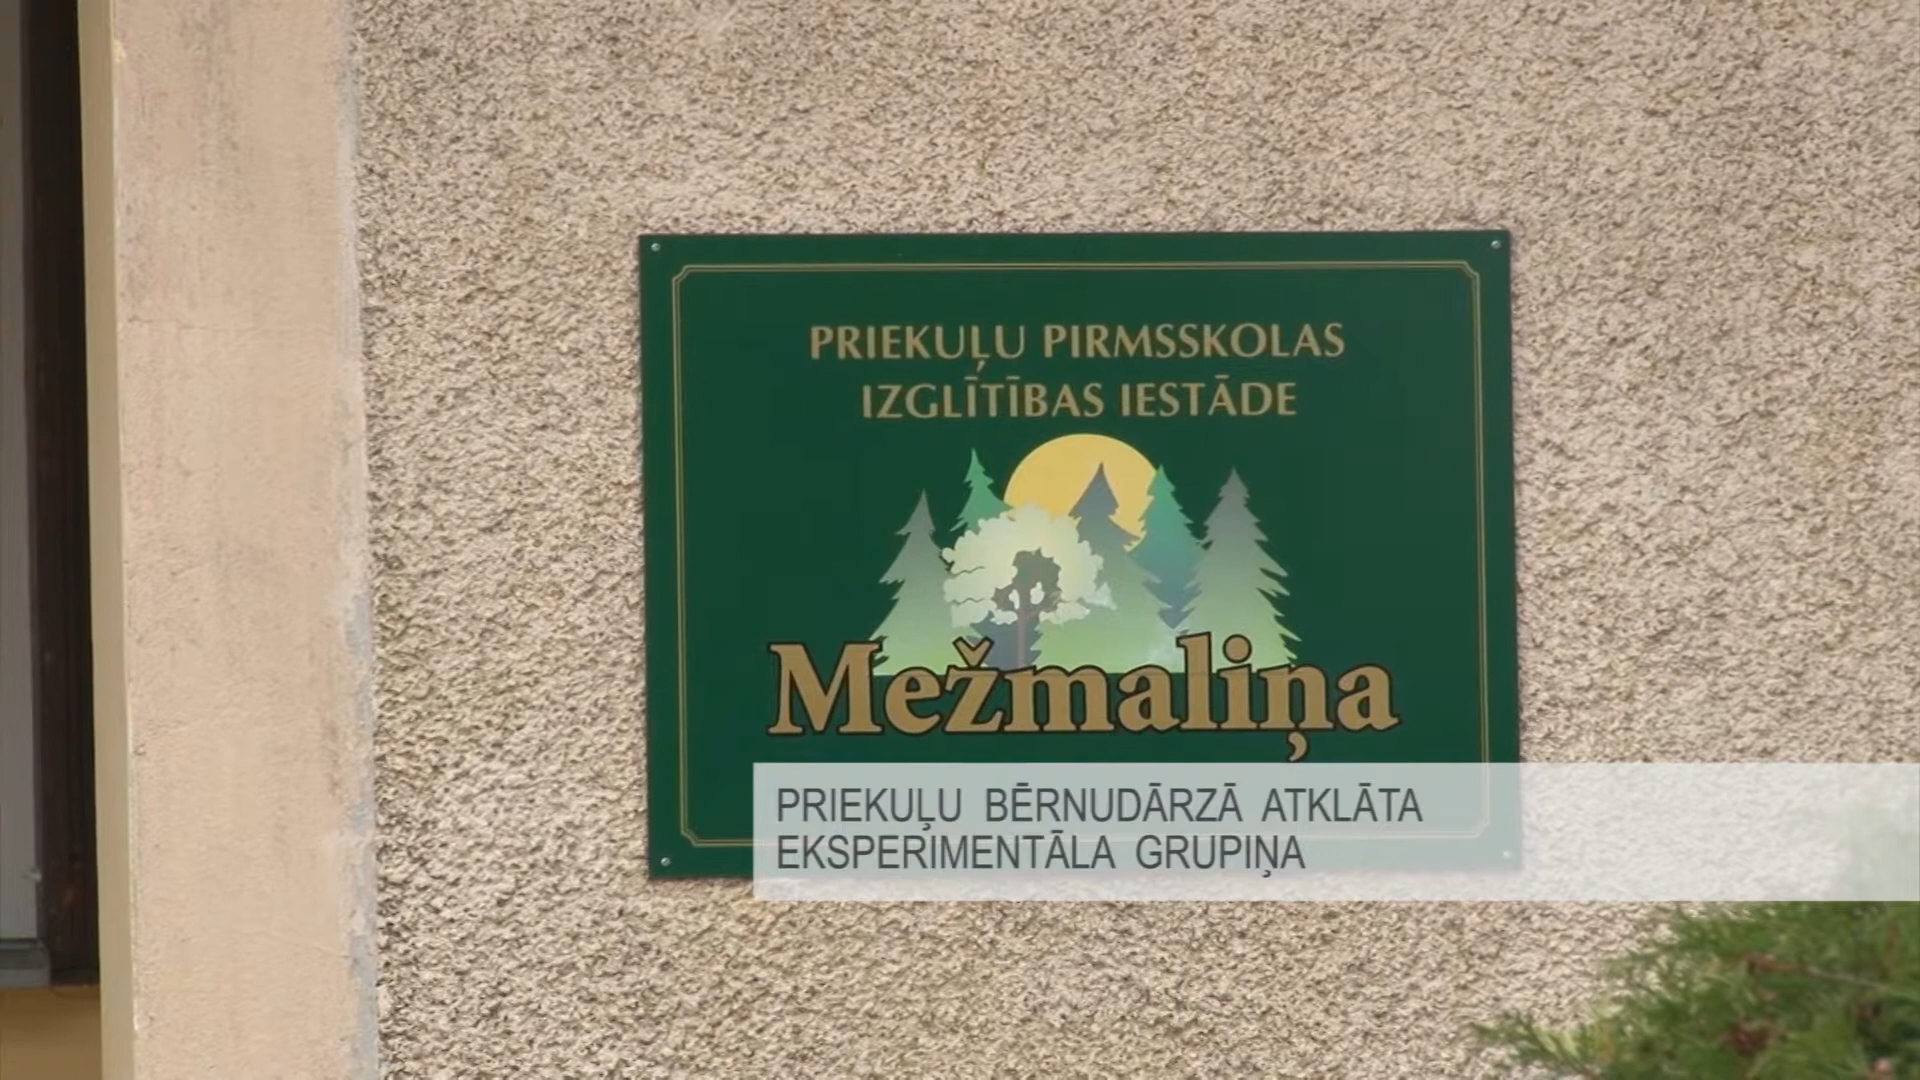 PRIEKUĻU PIRMSSKOLAS
IZGLĪTĪBAS IESTĀDE
Mežmaliņa
PRIEKUĻU BĒRNUDĀRZĀ ATKLĀTA
EKSPERIMENTĀLA GRUPIŅA